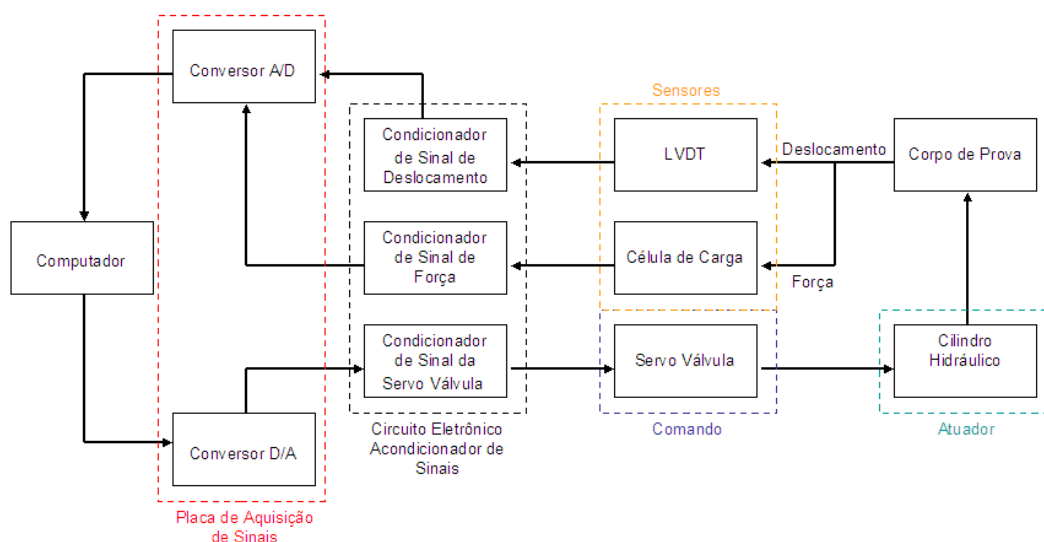 Conversor A/D
Sensores
Condicionador
de Sinal de
Deslocamento
LVDT
Deslocamento
Corpo de Prova
Computador
Condicionador
de Sinal de
Força
Célula de Carga
Força
Condicionador
de Sinal da
Servo Válvula
Servo Válvula
Cilindro
Hidráulico
Conversor D/A
Circuito Eletrônico
Acondicionador de
Sinais
Comando
Atuador
Placa de Aquisição
de Sinais